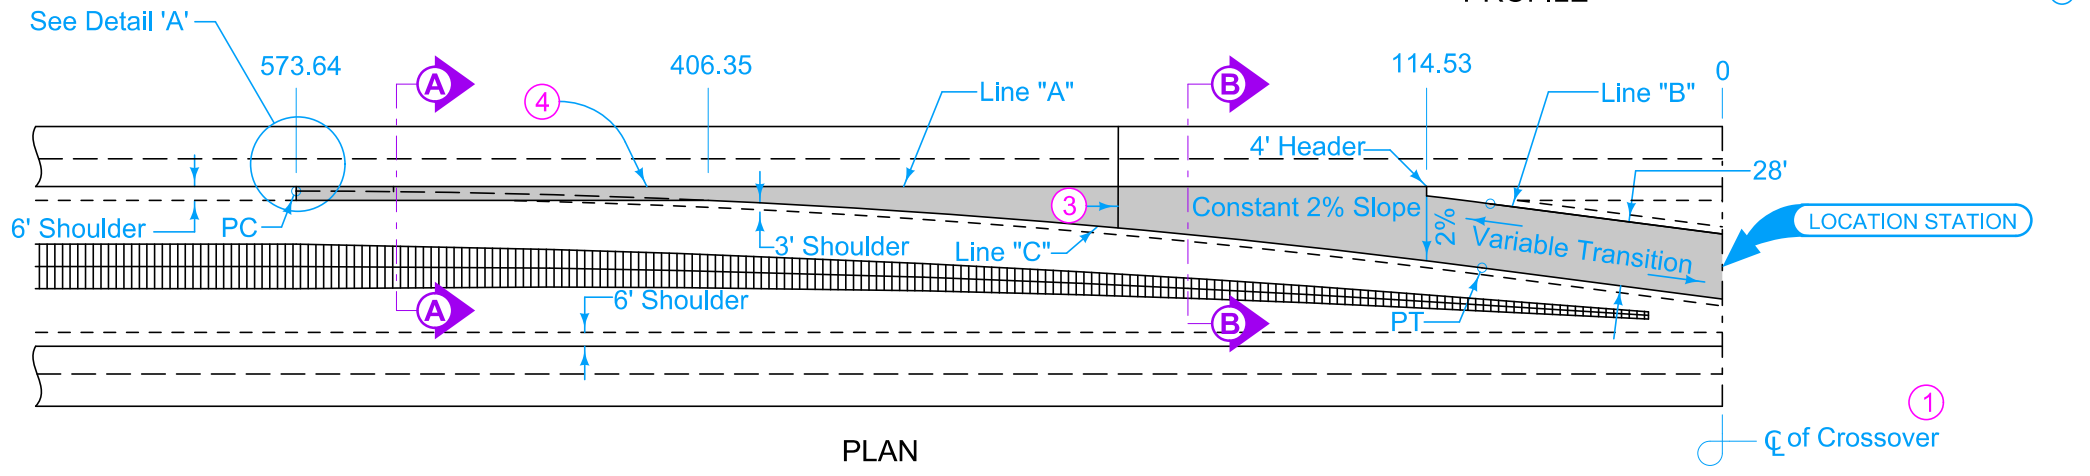 PROFILE
See Detail 'A'
573.64
406.35
114.53
0
A
B
4
Line "A"
Line "B"
4' Header
28'
3
Constant 2% Slope
2%
LOCATION STATION
6' Shoulder
PC
3' Shoulder
Line "C"
Variable Transition
A
6' Shoulder
B
PT
1
PLAN
℄ of Crossover